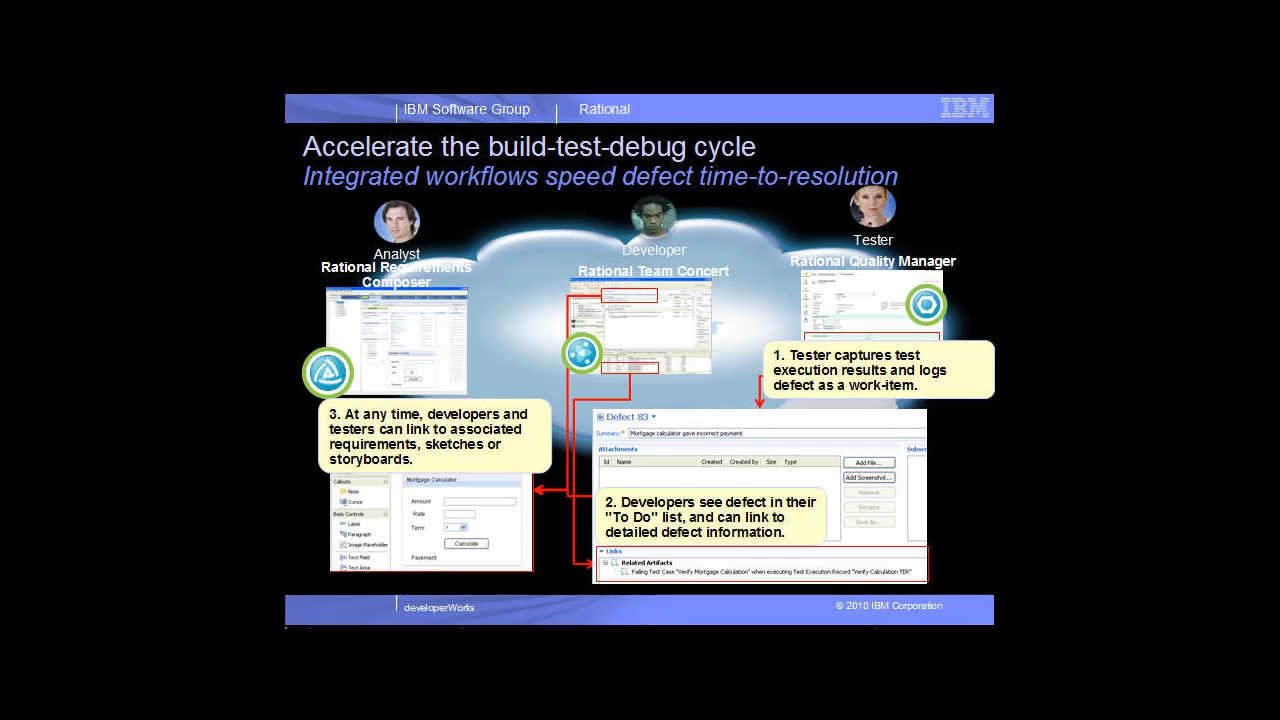 IBM Software Group
Rational
IBM
Accelerate the build-test-debug cycle
Integrated workflows speed defect time-to-resolution
Analyst
Rational Requirements
Composer
Developer
Rational Team Concert
Tester
Rational Quality Manager
1. Tester captures test
execution results and logs
defect as a work-item.
3. At any time, developers and
testers can link to associated
requirements, sketches or
storyboards.
Defect 83
Summary:* Mortgage calculator gave incorrect payment
Attachments
Id Name Created Created by Size Type
Add File...
Add Screenshot...
Remove
Rename
Save As...
Subsc
2. Developers see defect in their
"To Do" list, and can link to
detailed defect information.
Links
Related Artifacts
Failing Test Case "Verify Mortgage Calculation" when executing Test Execution Record "Verify Calculation TER"
Callouts
Note
Cursor
Basic Controls
Label
Paragraph
Image Placeholder
Text Field
Text Area
Mortgage Calculator
Amount
Rate
Term
Calculate
Payement
developerWorks
© 2010 IBM Corporation